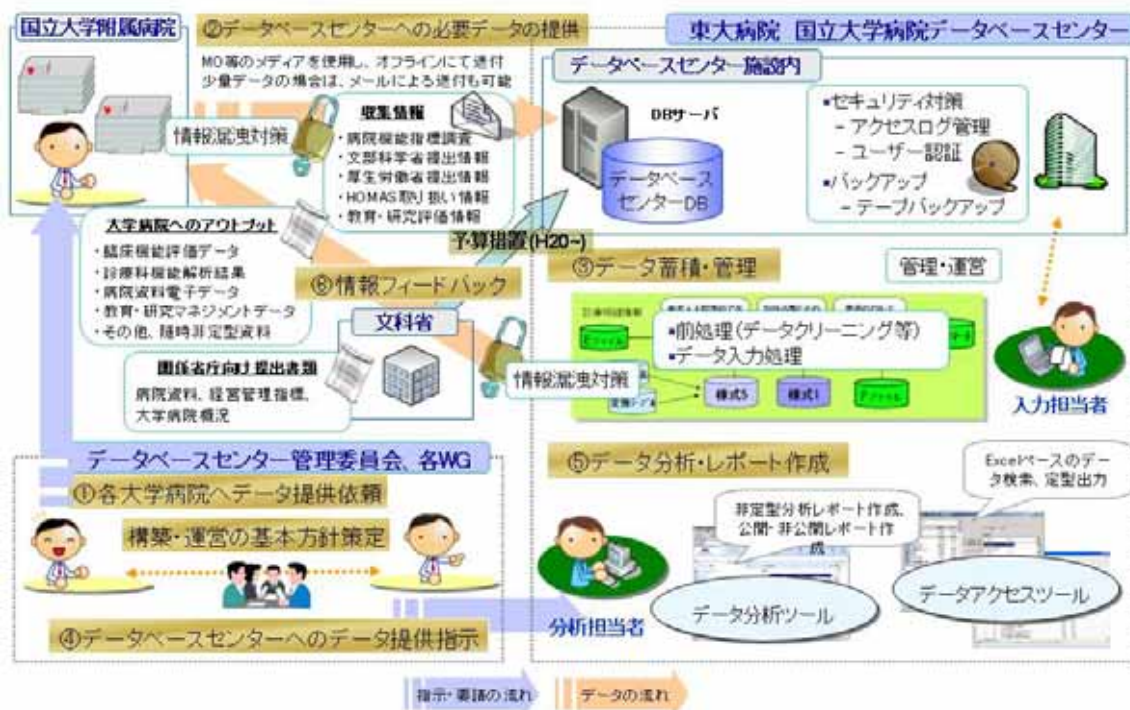 国立大学附属病院
②データベースセンターへの必要データの提供
東大病院 国立大学病院データベースセンター
MO等のメディアを使用し、オフラインにて送付
少量データの場合は、メールによる送付も可能
情報漏洩対策
収集情報
・病院機能指標調査
・文部科学省提出情報
・厚生労働省提出情報
・HOMAS取り扱い情報
・教育・研究評価情報
データベースセンター施設内
DBサーバ
データベース
センターDB
▪セキュリティ対策
－アクセスログ管理
－ユーザー認証
▪バックアップ
－テープバックアップ
大学病院へのアウトプット
・臨床機能評価データ
・診療科機能解析結果
・病院資料電子データ
・教育・研究マネジメントデータ
・その他、随時非定型資料
予算措置(H20~)
⑥情報フィードバック
文科省
関係省庁向け提出書類
病院資料、経営管理指標、
大学病院概況
情報漏洩対策
③データ蓄積・管理
管理・運営
▪前処理(データクリーニング等)
▪データ入力処理
様式5
様式1
Fファイル
入力担当者
データベースセンター管理委員会、各WG
①各大学病院へデータ提供依頼
構築・運営の基本方針策定
④データベースセンターへのデータ提供指示
⑤データ分析・レポート作成
Excelベースのデー
タ検索、定型出力
非定型分析レポート作成、
公開・非公開レポート作
成
データ分析ツール
データアクセスツール
分析担当者
指示・要請の流れ
データの流れ